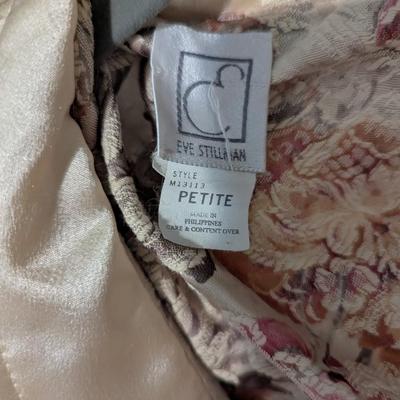 EVE STILLMAN
STYLE
M13113
PETITE
MADE IN
PHILIPPINES
CARE & CONTENT OVER